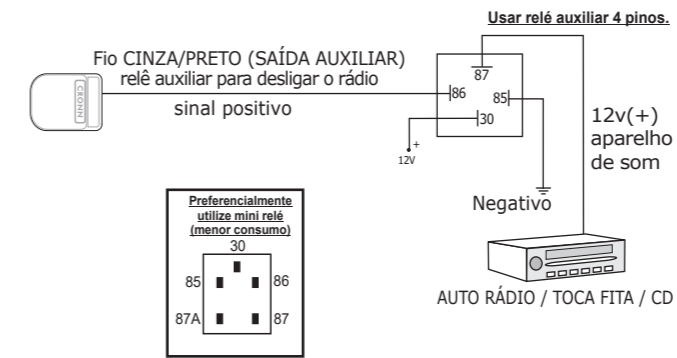 Usar relé auxiliar 4 pinos.
Fio CINZA/PRETO (SAÍDA AUXILIAR)
relê auxiliar para desligar o rádio
sinal positivo
CRONN
87
86
85
30
+
12V
12v(+)
aparelho
de som
Negativo
AUTO RÁDIO / TOCA FITA / CD
Preferencialmente
utilize mini relé
(menor consumo)
30
85
86
87A
87